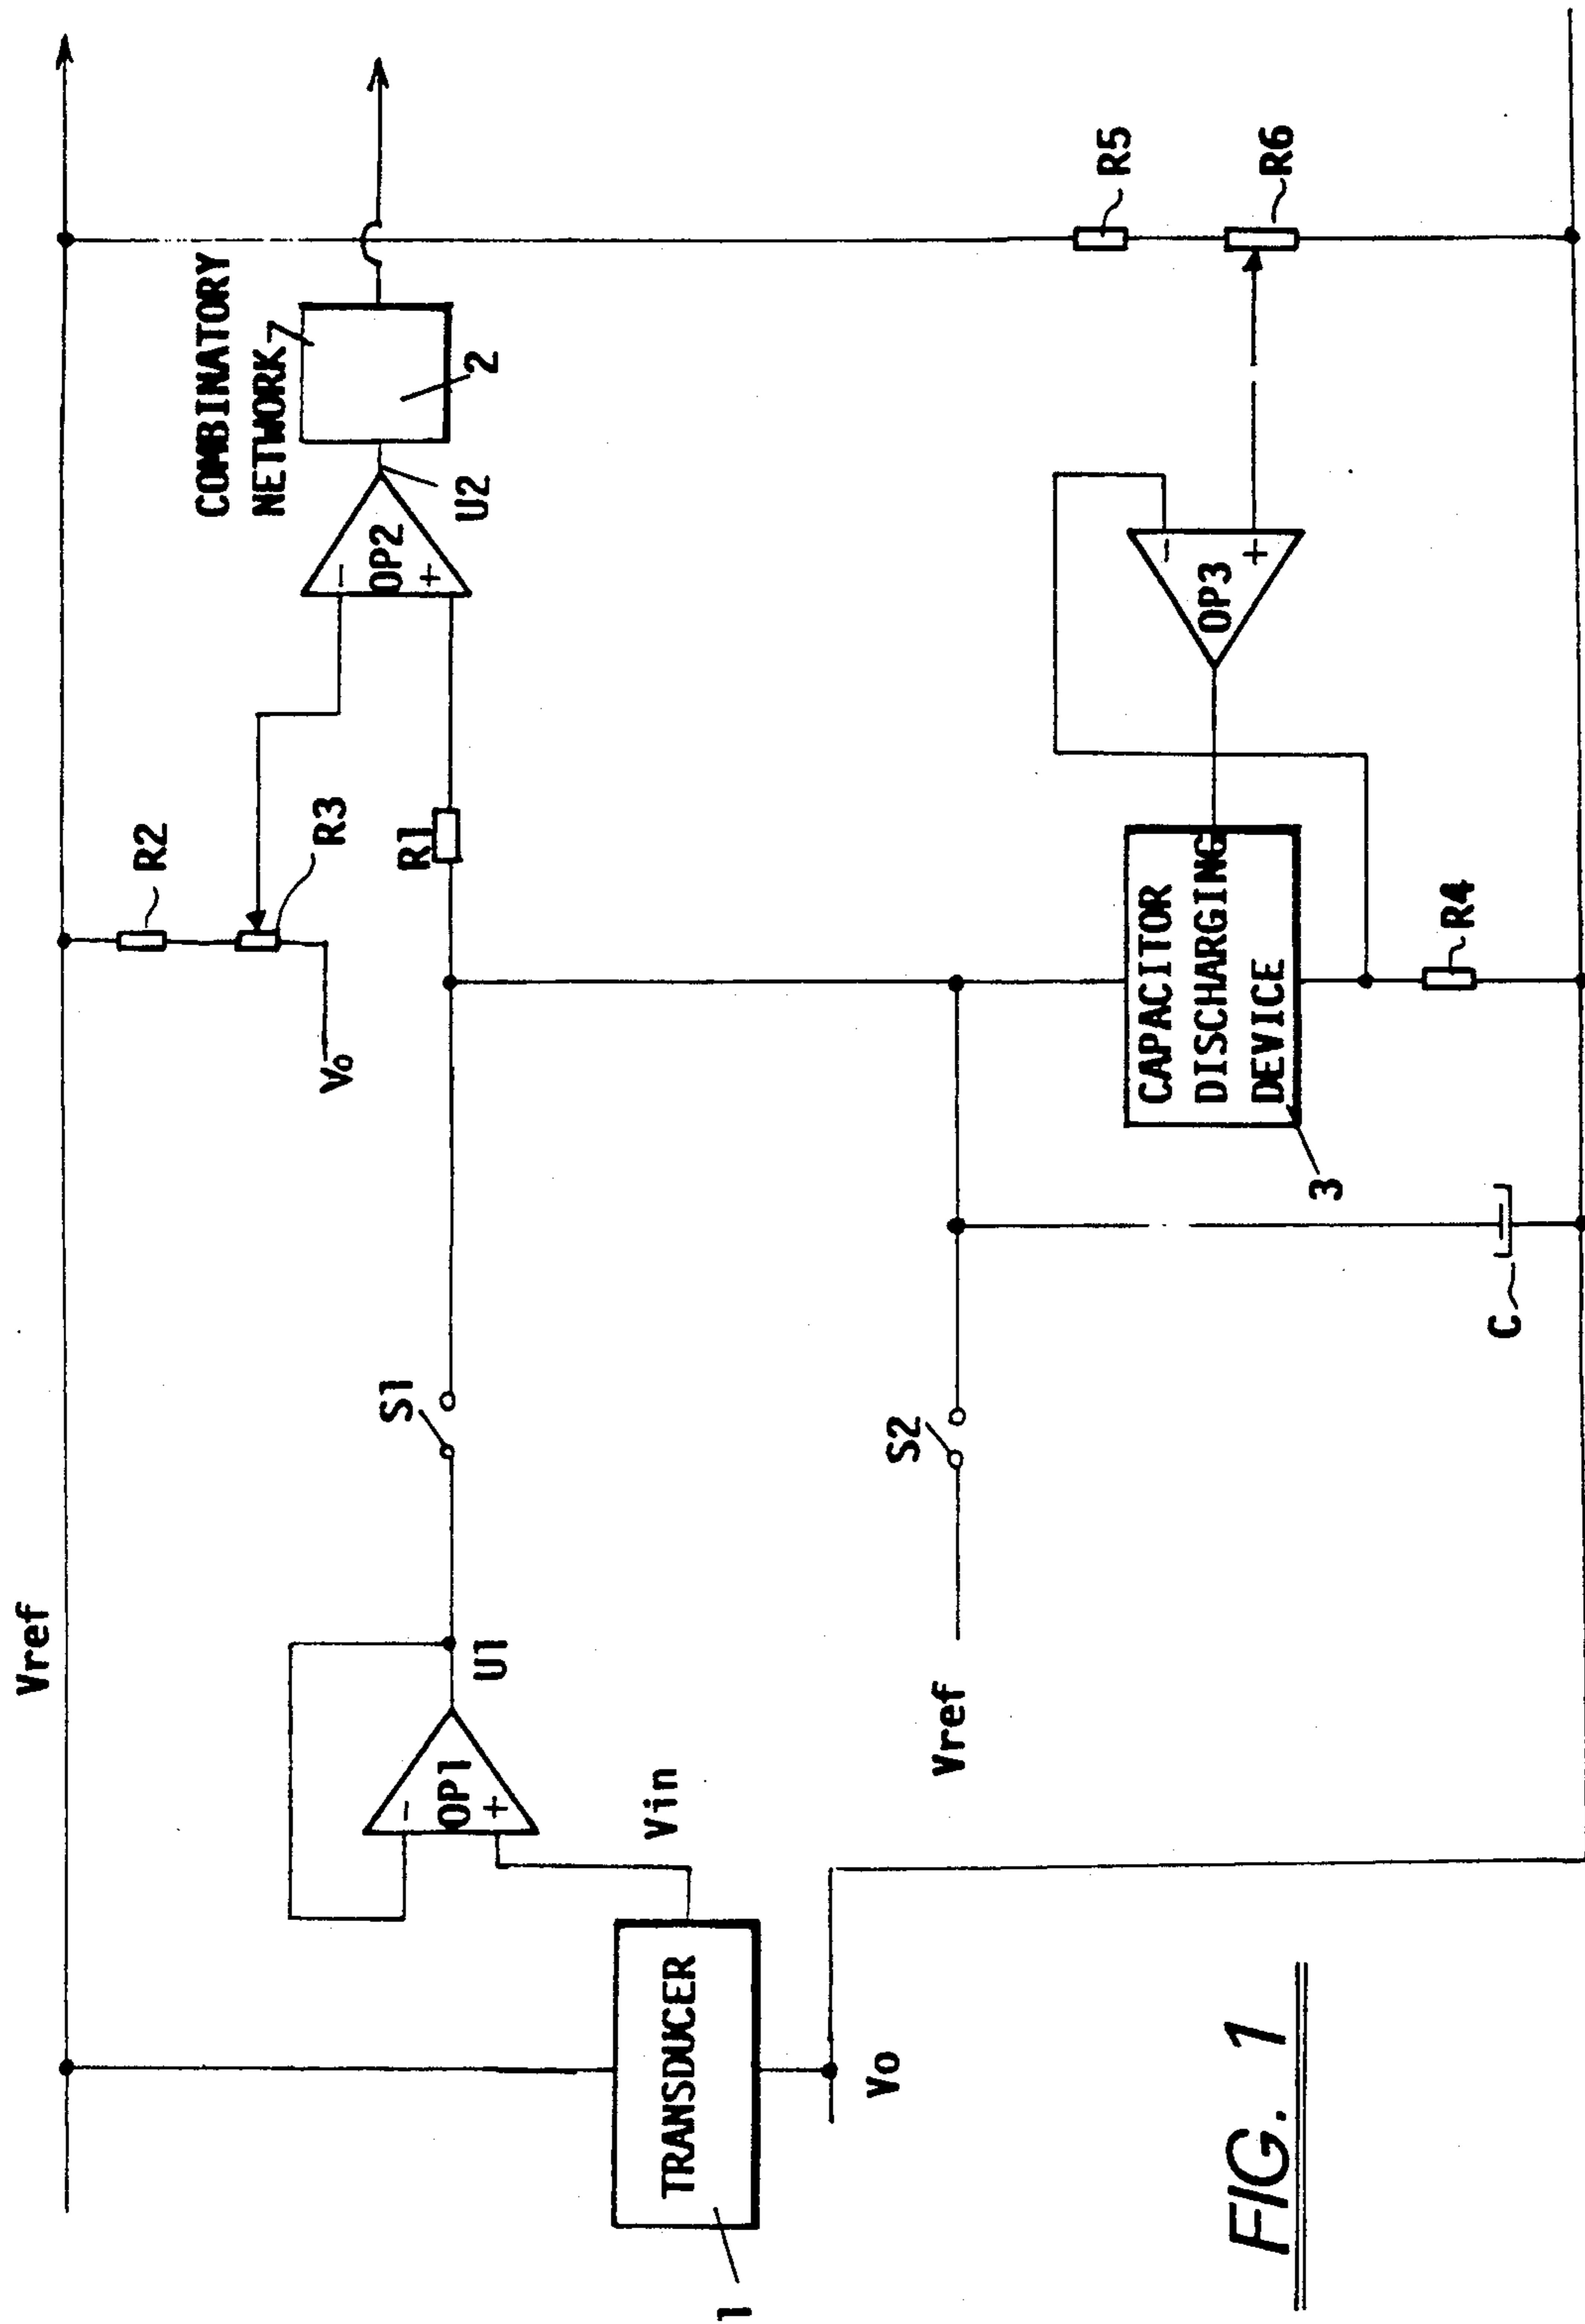 Vref
COMBINATORY
NETWORK
2
R2
R3
Vo
OP2
-
+
U2
R1
S1
U1
OP1
-
+
Vin
TRANSDUCER
1
Vo
S2
Vref
CAPACITOR
DISCHARGING
DEVICE
3
C
R4
OP3
-
+
R5
R6
FIG. 1